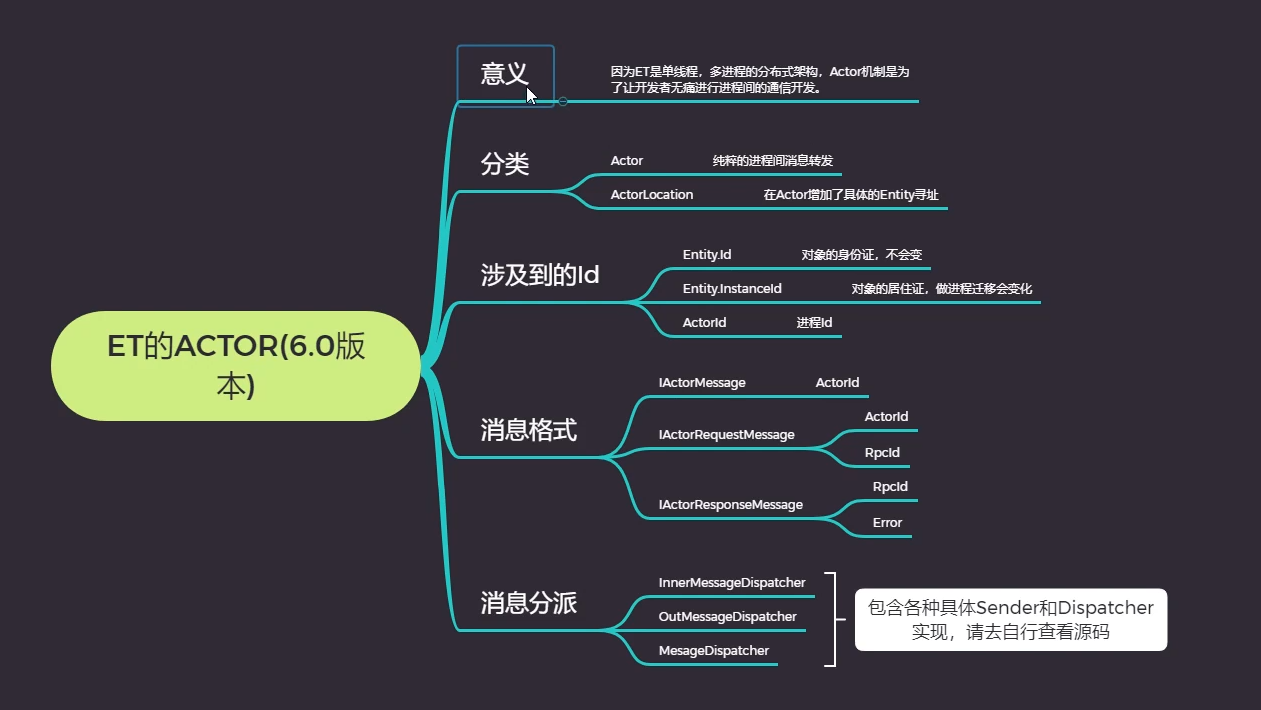 ET的ACTOR(6.0版
本)
意义
因为ET是单线程，多进程的分布式架构，Actor机制是为
了让开发者无痛进行进程间的通信开发。
分类
Actor
纯粹的进程间消息转发
ActorLocation
在Actor增加了具体的Entity寻址
涉及到的Id
Entity.Id
对象的身份证，不会变
Entity.InstanceId
对象的居住证，做进程迁移会变化
ActorId
进程Id
消息格式
IActorMessage
ActorId
IActorRequestMessage
ActorId
RpcId
IActorResponseMessage
RpcId
Error
消息分派
InnerMessageDispatcher
OutMessageDispatcher
MesageDispatcher
包含各种具体Sender和Dispatcher
实现，请去自行查看源码